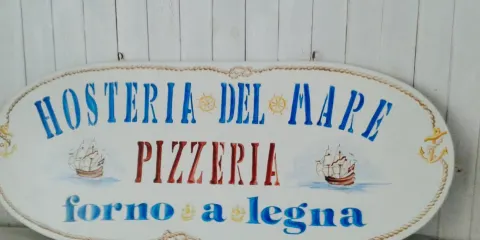 HOSTERIA DEL MARE
PIZZERIA
forno a legna